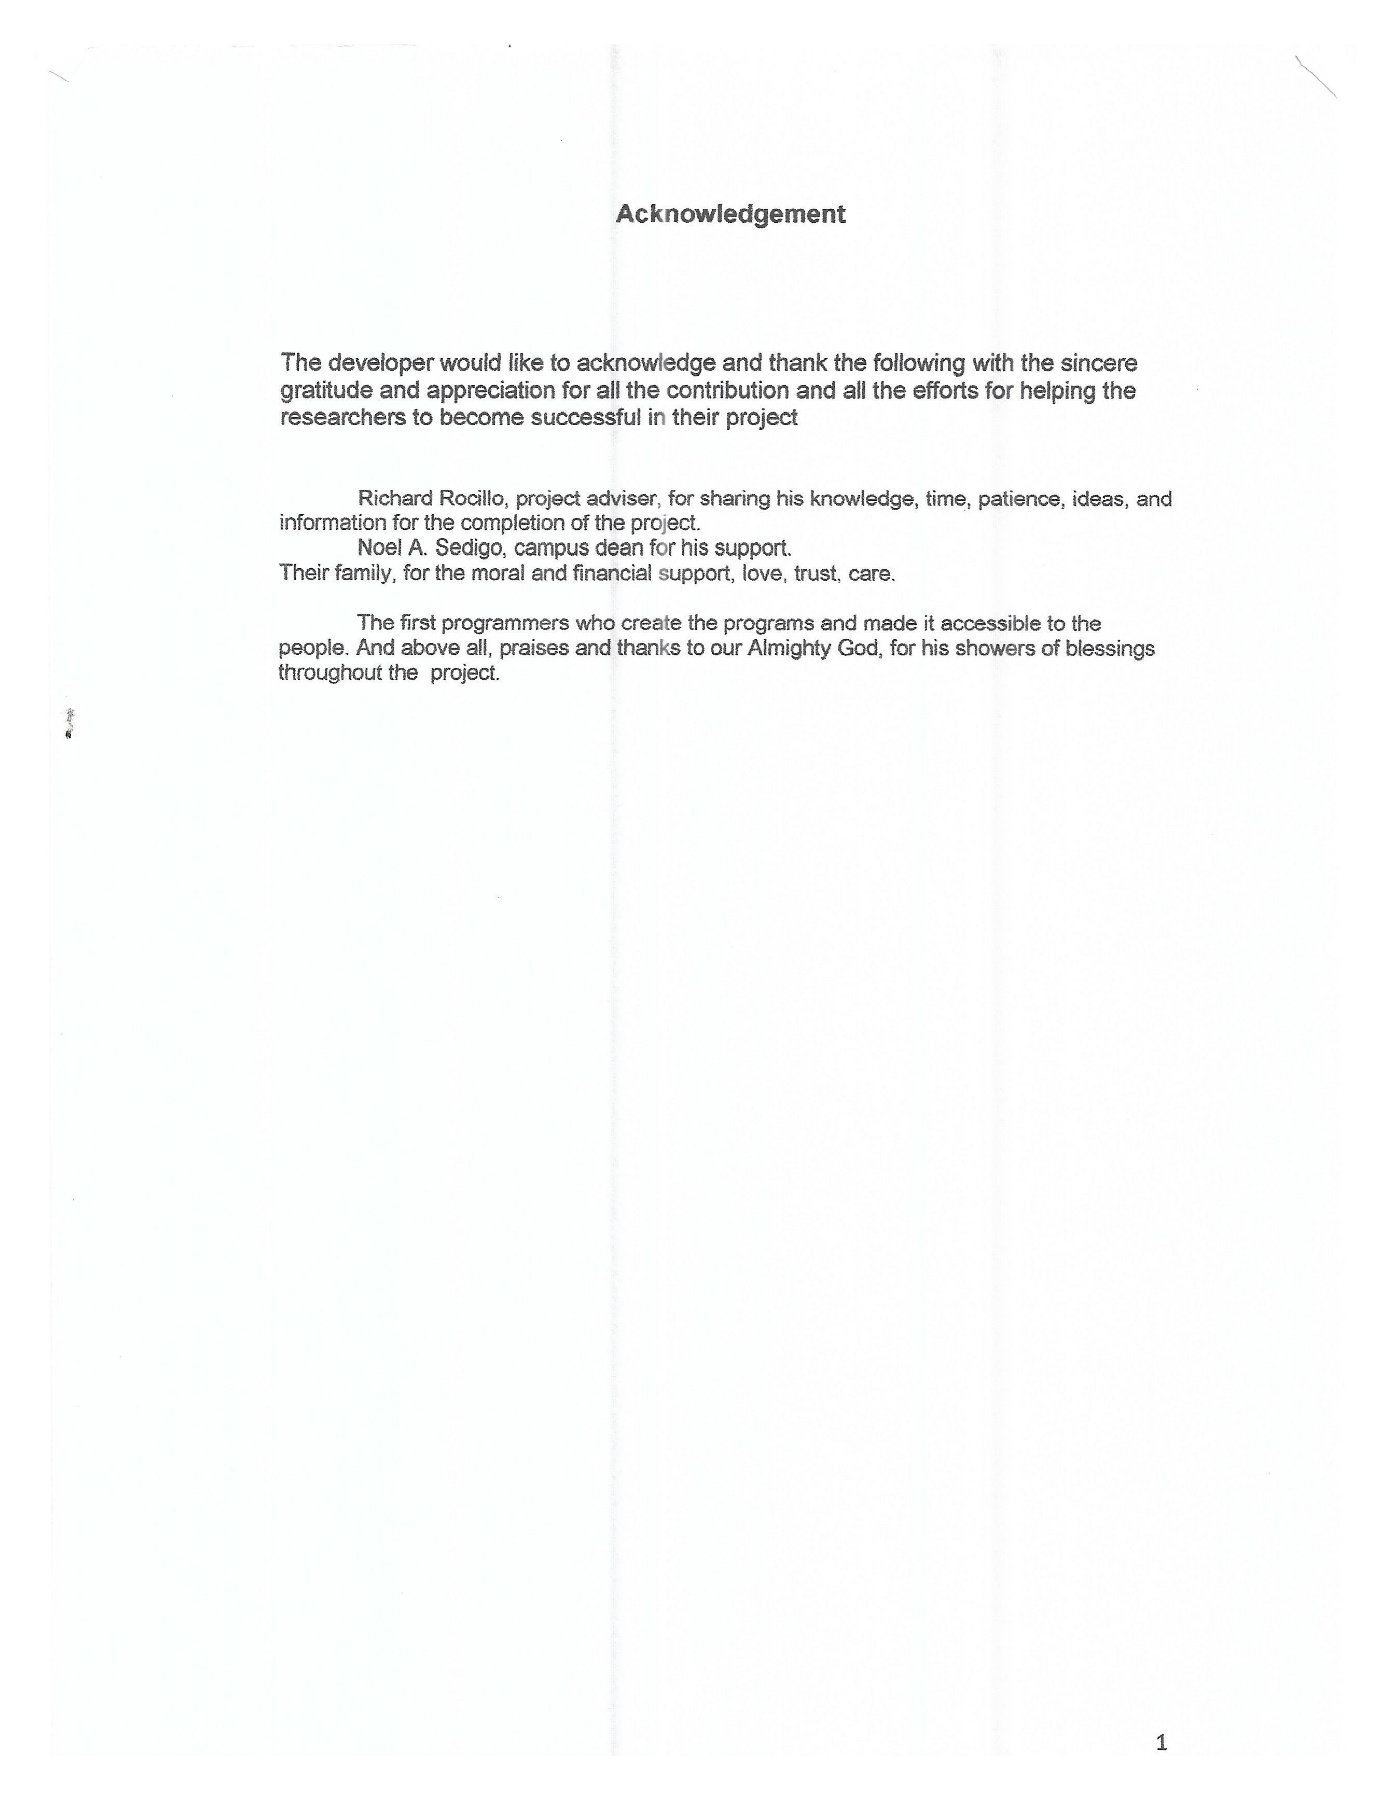 Acknowledgement
The developer would like to acknowledge and thank the following with the sincere
gratitude and appreciation for all the contribution and all the efforts for helping the
researchers to become successful in their project
Richard Rocillo, project adviser, for sharing his knowledge, time, patience, ideas, and
information for the completion of the project.
Noel A. Sedigo, campus dean for his support.
Their family, for the moral and financial support, love, trust, care.
The first programmers who create the programs and made it accessible to the
people. And above all, praises and thanks to our Almighty God, for his showers of blessings
throughout the  project.
1